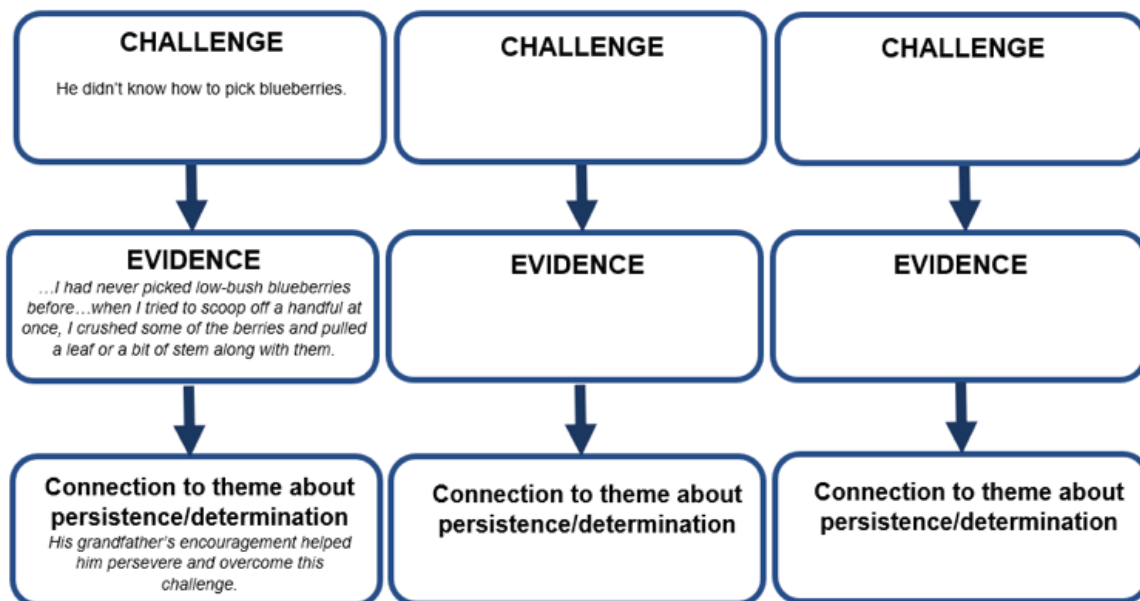 CHALLENGE
He didn't know how to pick blueberries.
CHALLENGE
CHALLENGE
EVIDENCE
…I had never picked low-bush blueberries
before…when I tried to scoop off a handful at
once, I crushed some of the berries and pulled
a leaf or a bit of stem along with them.
EVIDENCE
EVIDENCE
Connection to theme about
persistence/determination
His grandfather's encouragement helped
him persevere and overcome this
challenge.
Connection to theme about
persistence/determination
Connection to theme about
persistence/determination